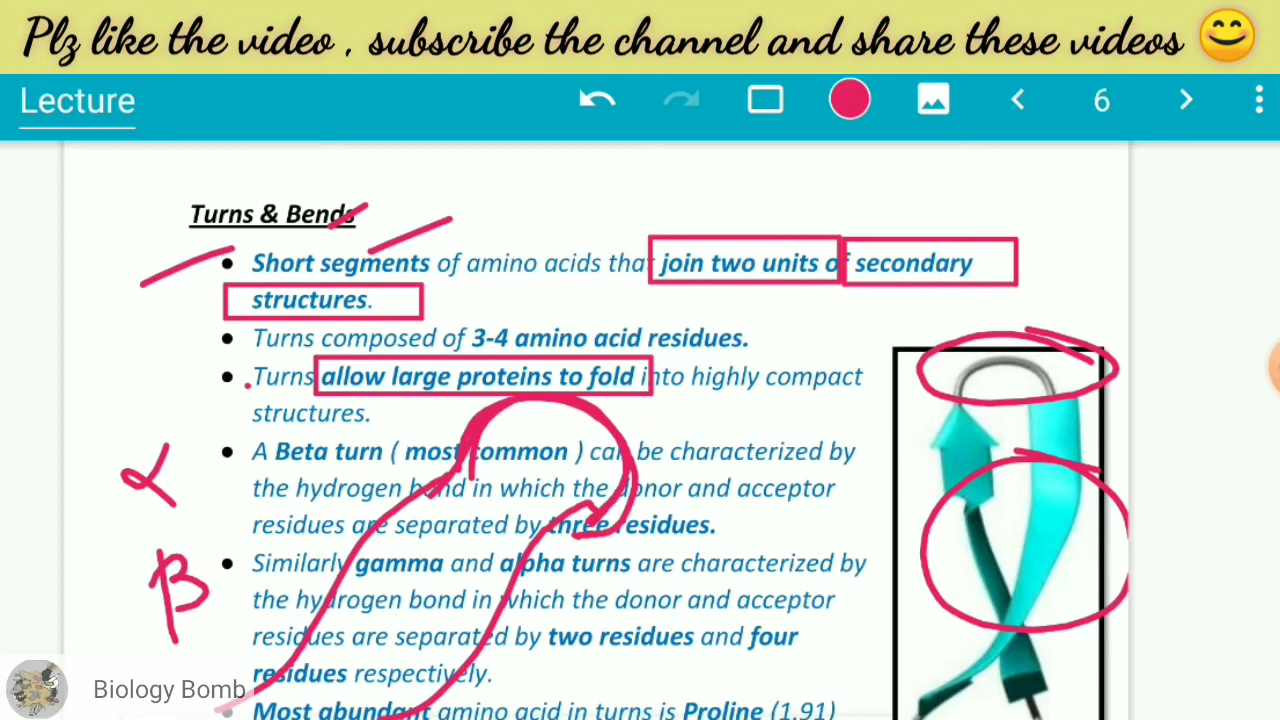 Plz like the video , subscribe the channel and share these videos 😊
Lecture
6
Turns & Bends
• Short segments of amino acids that join two units of secondary
structures.
• Turns composed of 3-4 amino acid residues.
• Turns allow large proteins to fold into highly compact
structures.
• A Beta turn ( most common ) can be characterized by
the hydrogen bond in which the donor and acceptor
residues are separated by three residues.
• Similarly gamma and alpha turns are characterized by
the hydrogen bond in which the donor and acceptor
residues are separated by two residues and four
residues respectively.
• Most abundant amino acid in turns is Proline (1.91)
α
β
Biology Bomb